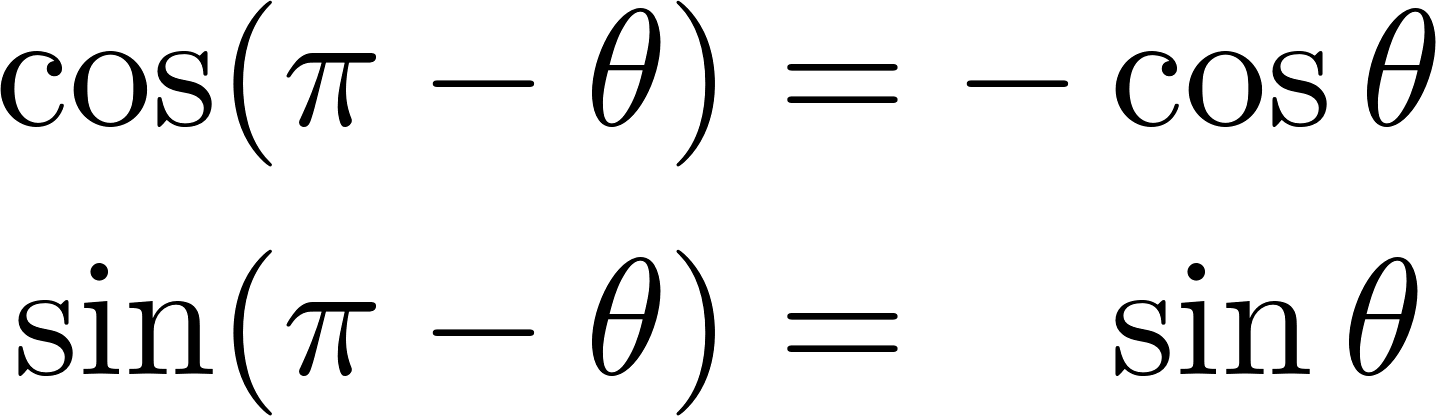 cos(π − θ) = − cos θ
sin(π − θ) = sin θ